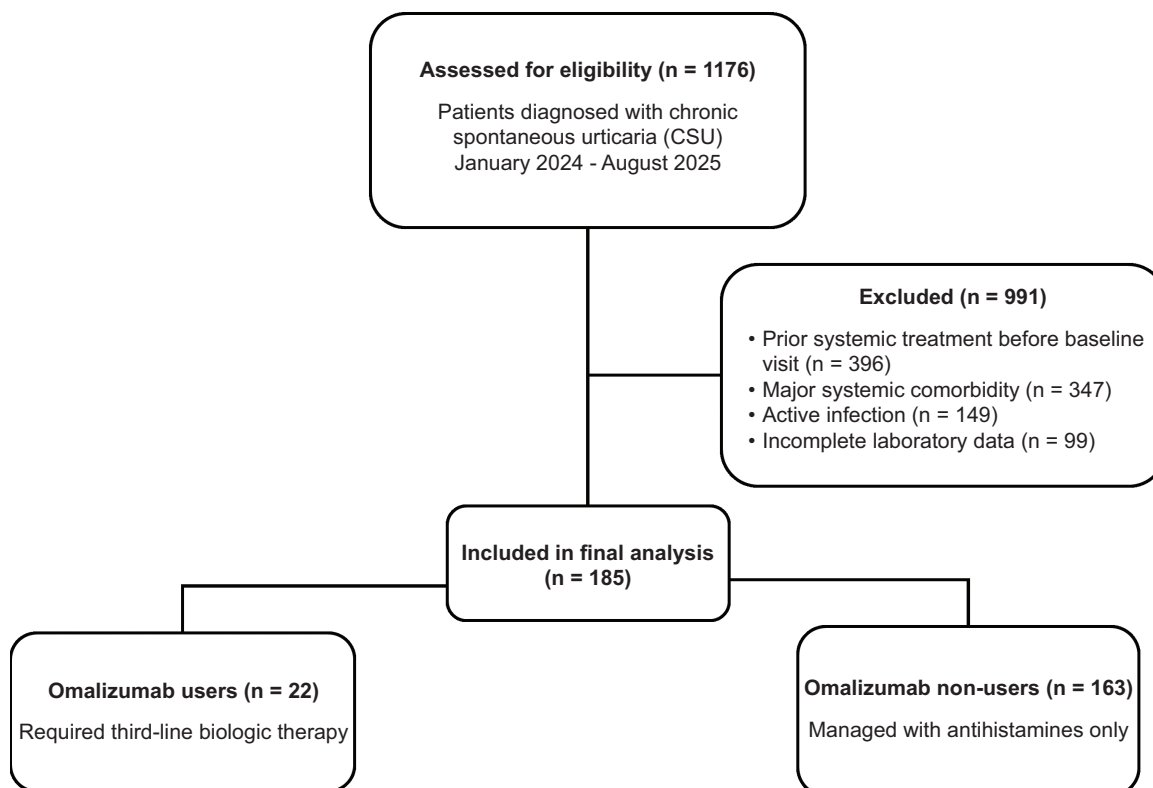 Assessed for eligibility (n = 1176)
Patients diagnosed with chronic
spontaneous urticaria (CSU)
January 2024 - August 2025
Excluded (n = 991)
• Prior systemic treatment before baseline
visit (n = 396)
• Major systemic comorbidity (n = 347)
• Active infection (n = 149)
• Incomplete laboratory data (n = 99)
Included in final analysis
(n = 185)
Omalizumab users (n = 22)
Required third-line biologic therapy
Omalizumab non-users (n = 163)
Managed with antihistamines only